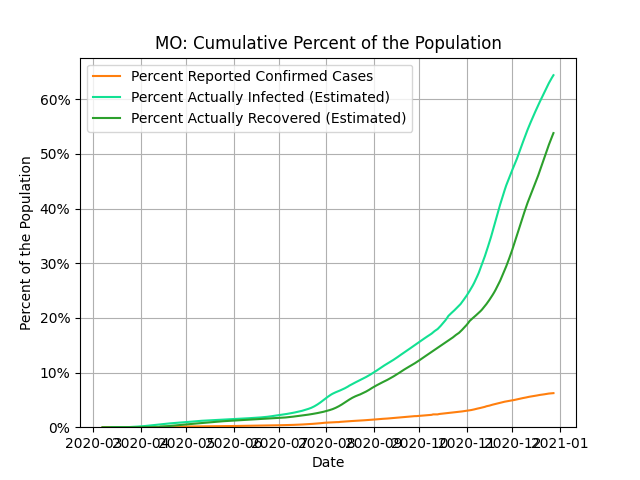 MO: Cumulative Percent of the Population
Percent Reported Confirmed Cases
Percent Actually Infected (Estimated)
Percent Actually Recovered (Estimated)
Percent of the Population
60%
50%
40%
30%
20%
10%
0%
2020-03 2020-04 2020-05 2020-06 2020-07 2020-08 2020-09 2020-10 2020-11 2020-12 2021-01
Date